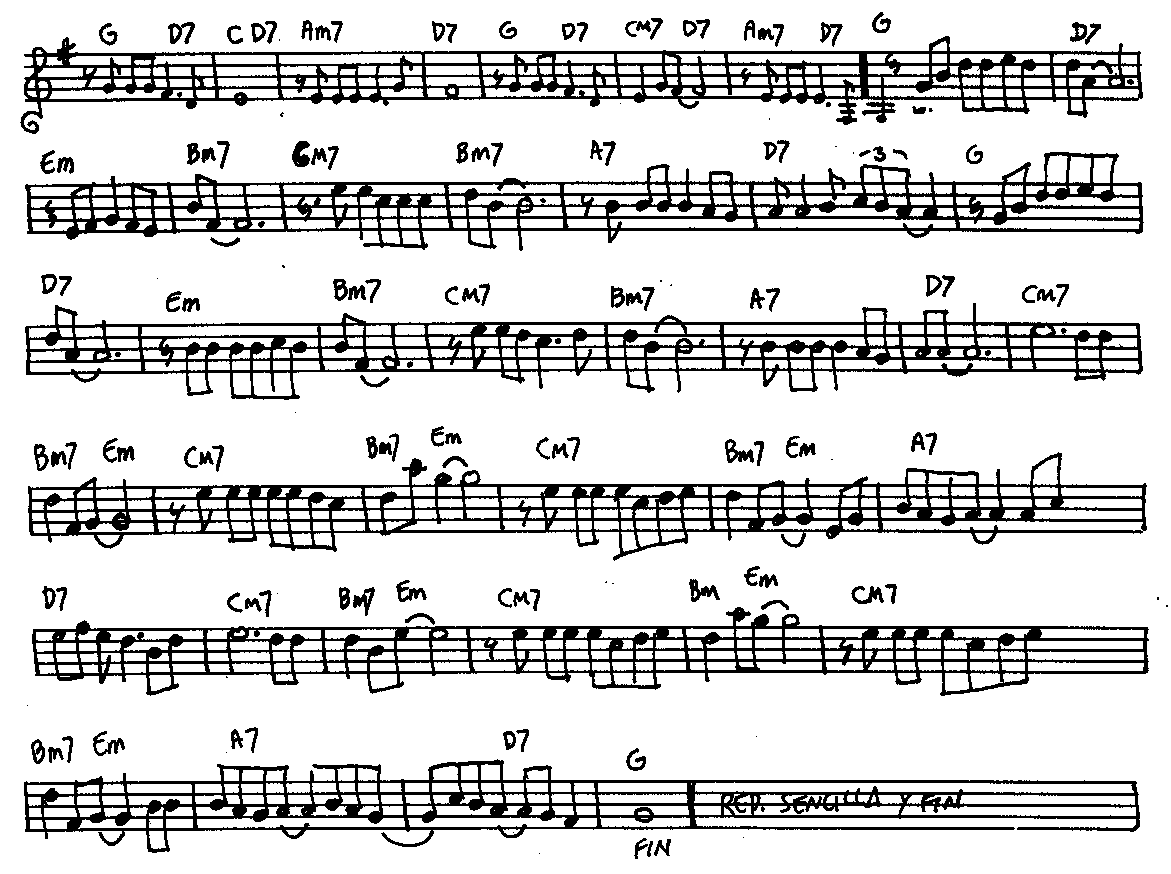 G D7 C D7 Am7 D7 G D7 CM7 D7 Am7 D7 G D7
G
Em Bm7 CM7 Bm7 A7 D7 3 G
D7 Em Bm7 CM7 Bm7 A7 D7 CM7
Bm7 Em CM7 Bm7 Em CM7 Bm7 Em A7
D7 CM7 Bm7 Em CM7 Bm Em CM7
Bm7 Em A7 D7 G
REP. SENCILLA Y FIN
FIN